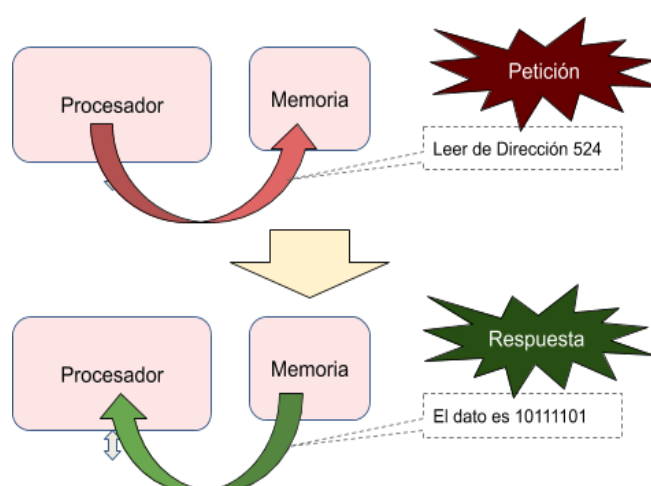 Petición
Procesador
Memoria
Leer de Dirección 524
Respuesta
Procesador
Memoria
El dato es 10111101